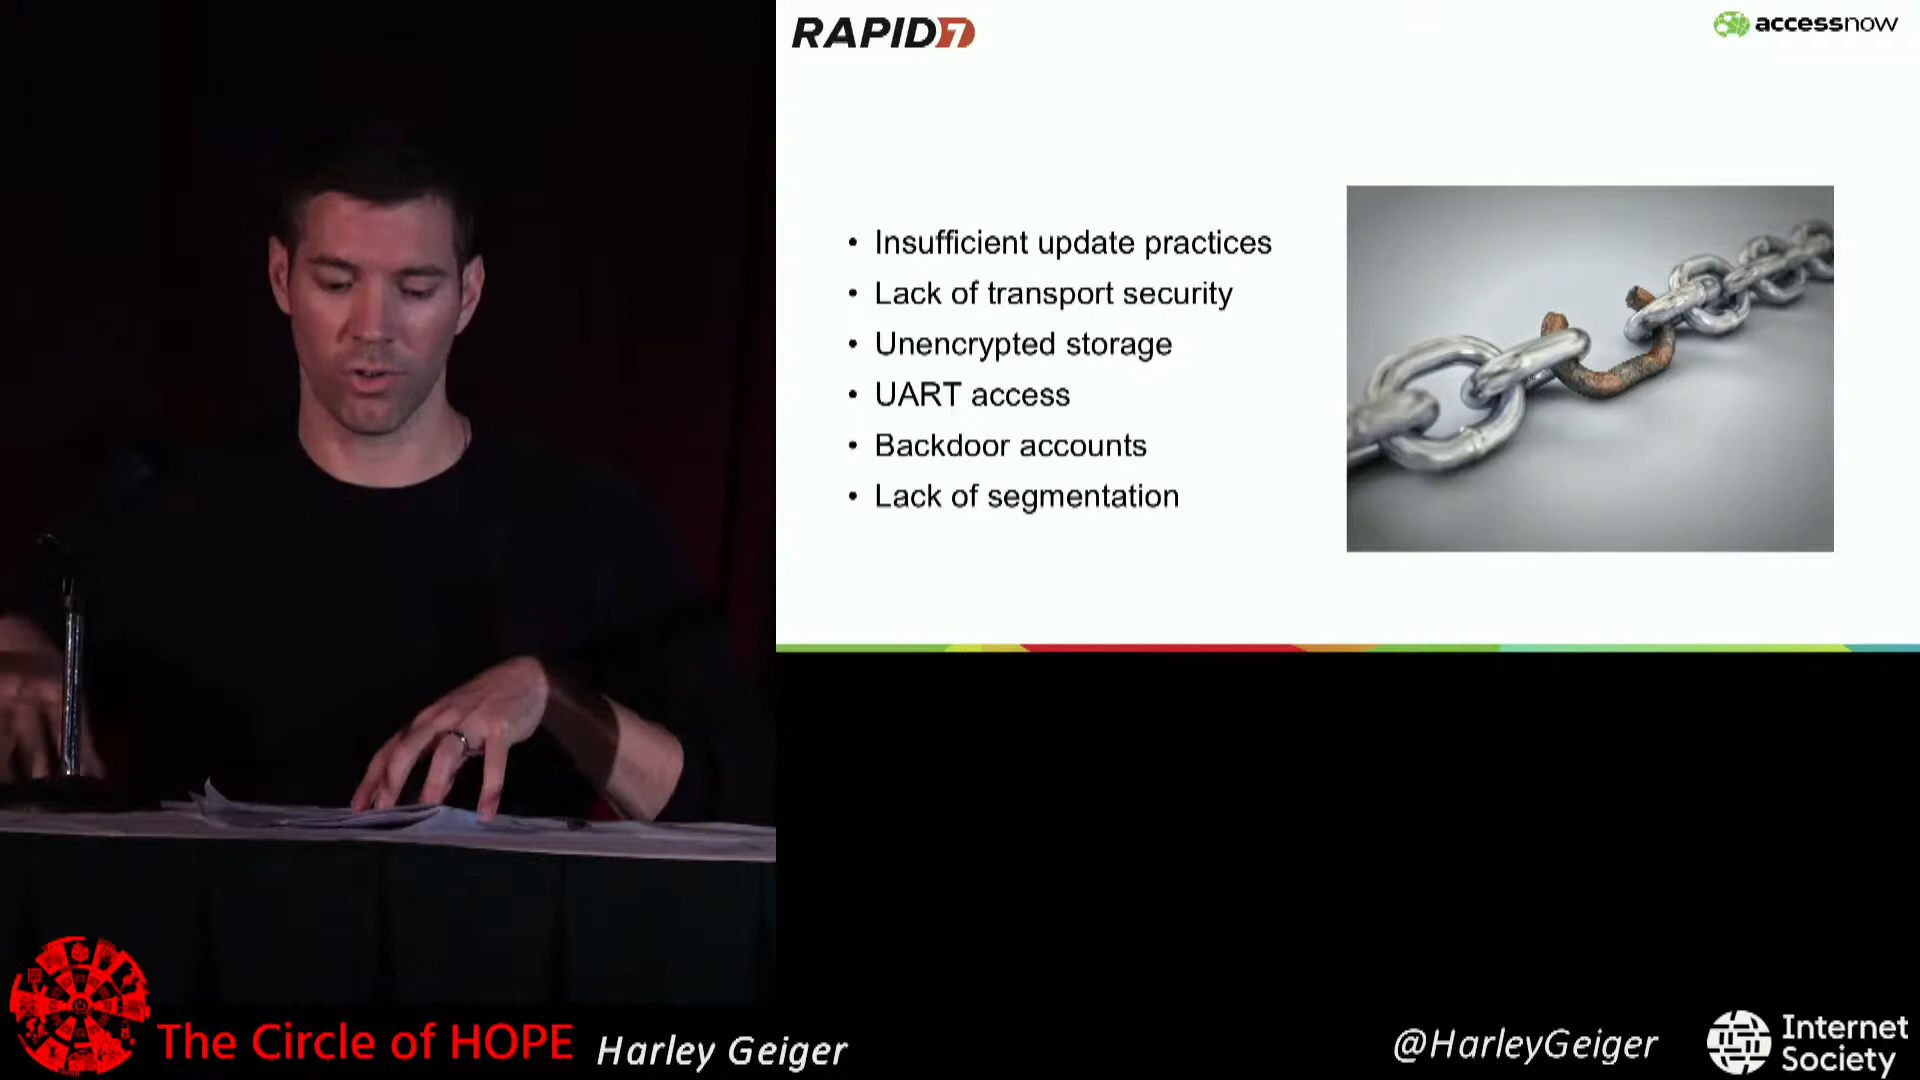 RAPID7
accessnow
• Insufficient update practices
• Lack of transport security
• Unencrypted storage
• UART access
• Backdoor accounts
• Lack of segmentation
The Circle of HOPE
Harley Geiger
@HarleyGeiger
Internet
Society